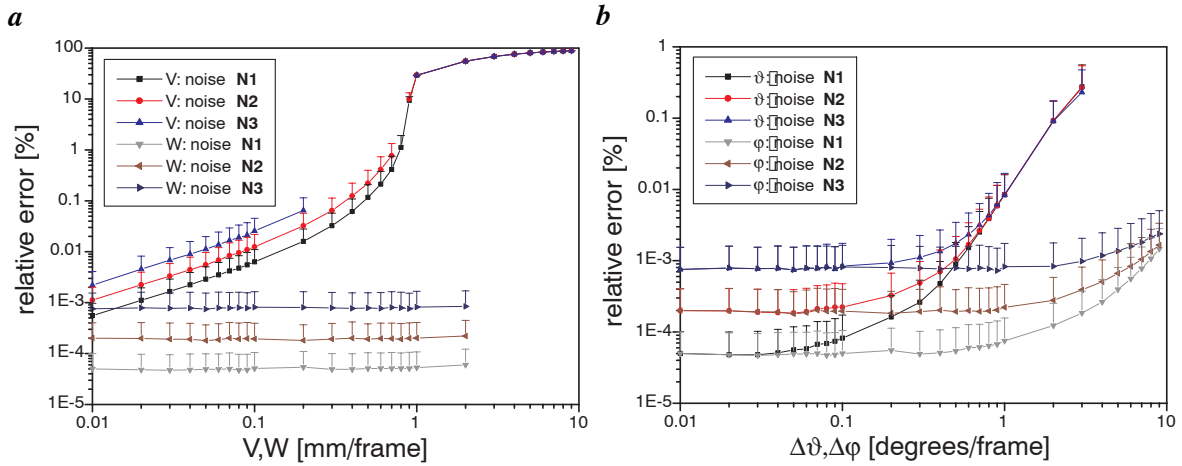 a
100
10
1
0.1
0.01
1E-3
1E-4
1E-5
relative error [%]
V: noise N1
V: noise N2
V: noise N3
W: noise N1
W: noise N2
W: noise N3
0.01
0.1
1
10
V,W [mm/frame]
b
1
0.1
0.01
1E-3
1E-4
1E-5
relative error [%]
ϑ:▯noise N1
ϑ:▯noise N2
ϑ:▯noise N3
φ:▯noise N1
φ:▯noise N2
φ:▯noise N3
0.01
0.1
1
10
Δϑ,Δφ [degrees/frame]